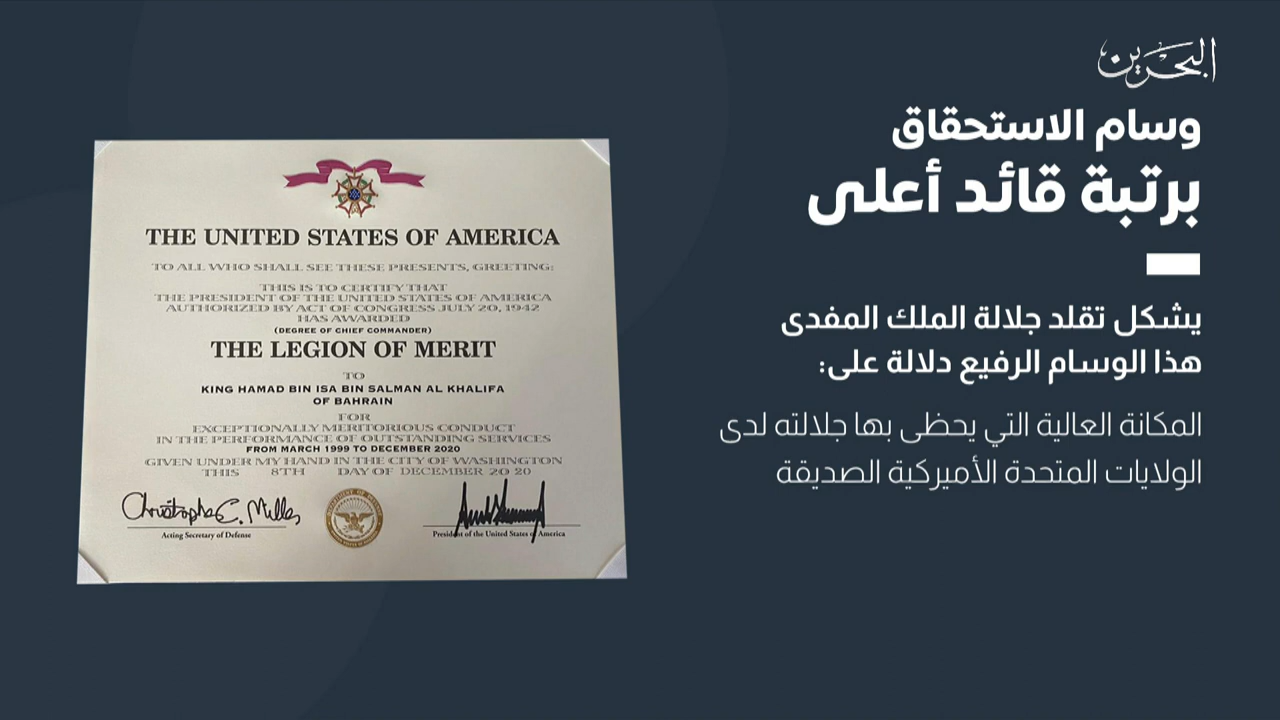 البحرين
وسام الاستحقاق
برتبة قائد أعلى
يشكل تقلد جلالة الملك المفدى
هذا الوسام الرفيع دلالة على:
المكانة العالية التي يحظى بها جلالته لدى
الولايات المتحدة الأميركية الصديقة
THE UNITED STATES OF AMERICA
TO ALL WHO SHALL SEE THESE PRESENTS, GREETING:
THIS IS TO CERTIFY THAT
THE PRESIDENT OF THE UNITED STATES OF AMERICA
AUTHORIZED BY ACT OF CONGRESS JULY 20, 1942
HAS AWARDED
(DEGREE OF CHIEF COMMANDER)
THE LEGION OF MERIT
TO
KING HAMAD BIN ISA BIN SALMAN AL KHALIFA
OF BAHRAIN
FOR
EXCEPTIONALLY MERITORIOUS CONDUCT
IN THE PERFORMANCE OF OUTSTANDING SERVICES
FROM MARCH 1999 TO DECEMBER 2020
GIVEN UNDER MY HAND IN THE CITY OF WASHINGTON
THIS 8TH DAY OF DECEMBER 20 20
Christopher C. Miller
Acting Secretary of Defense
President of the United States of America